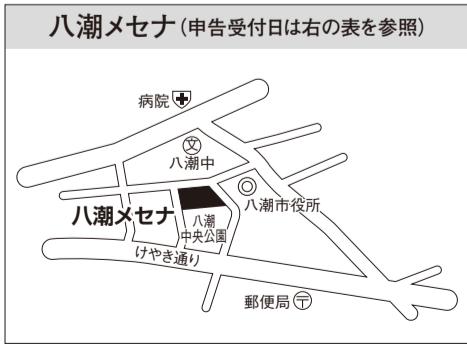 八潮メセナ(申告受付日は右の表を参照)
病院
文
八潮中
八潮メセナ
八潮
中央公園
八潮市役所
けやき通り
郵便局〒